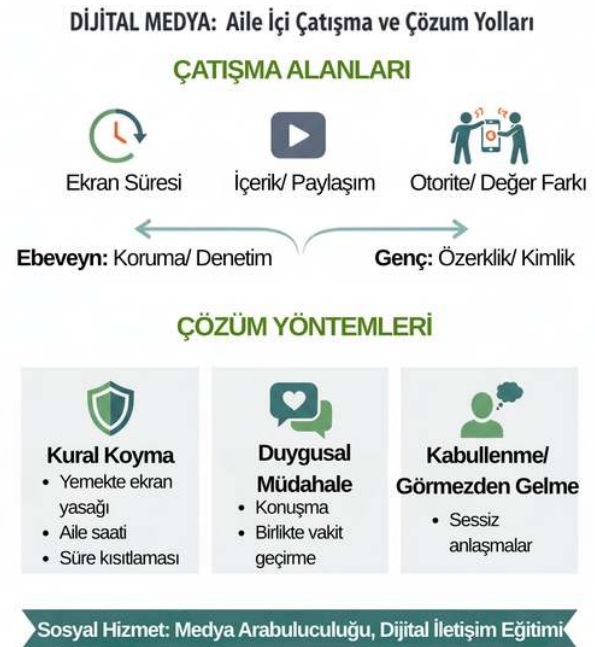 DİJİTAL MEDYA: Aile İçi Çatışma ve Çözum Yolları
ÇATIŞMA ALANLARI
Ekran Süresi
İçerik/ Paylaşım
Otorite/ Değer Farkı
Ebeveyn: Koruma/ Denetim
Genç: Özerklik/ Kimlik
ÇÖZÜM YÖNTEMLERİ
Kural Koyma
• Yemekte ekran
yasağı
• Aile saati
• Süre kısıtlaması
Duygusal
Müdahale
• Konuşma
• Birlikte vakit
geçirme
Kabullenme/
Görmezden Gelme
• Sessiz
anlaşmalar
Sosyal Hizmet: Medya Arabuluculuğu, Dijital İletişim Eğitimi